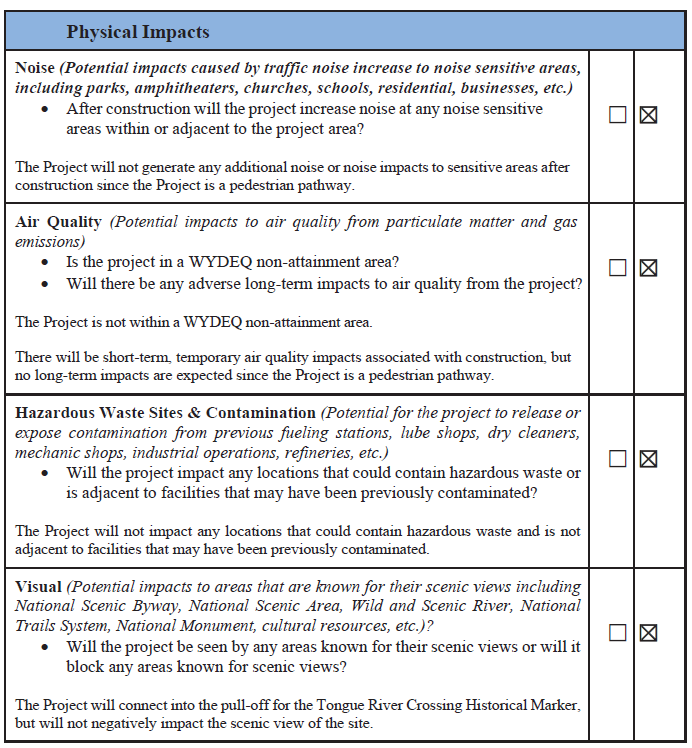 Physical Impacts
Noise (Potential impacts caused by traffic noise increase to noise sensitive areas,
including parks, amphitheaters, churches, schools, residential, businesses, etc.)
• After construction will the project increase noise at any noise sensitive
areas within or adjacent to the project area?
☐ ☒
The Project will not generate any additional noise or noise impacts to sensitive areas after
construction since the Project is a pedestrian pathway.
Air Quality (Potential impacts to air quality from particulate matter and gas
emissions)
• Is the project in a WYDEQ non-attainment area?
• Will there be any adverse long-term impacts to air quality from the project?
☐ ☒
The Project is not within a WYDEQ non-attainment area.
There will be short-term, temporary air quality impacts associated with construction, but
no long-term impacts are expected since the Project is a pedestrian pathway.
Hazardous Waste Sites & Contamination (Potential for the project to release or
expose contamination from previous fueling stations, lube shops, dry cleaners,
mechanic shops, industrial operations, refineries, etc.)
• Will the project impact any locations that could contain hazardous waste or
is adjacent to facilities that may have been previously contaminated?
☐ ☒
The Project will not impact any locations that could contain hazardous waste and is not
adjacent to facilities that may have been previously contaminated.
Visual (Potential impacts to areas that are known for their scenic views including
National Scenic Byway, National Scenic Area, Wild and Scenic River, National
Trails System, National Monument, cultural resources, etc.)?
• Will the project be seen by any areas known for their scenic views or will it
block any areas known for scenic views?
☐ ☒
The Project will connect into the pull-off for the Tongue River Crossing Historical Marker,
but will not negatively impact the scenic view of the site.